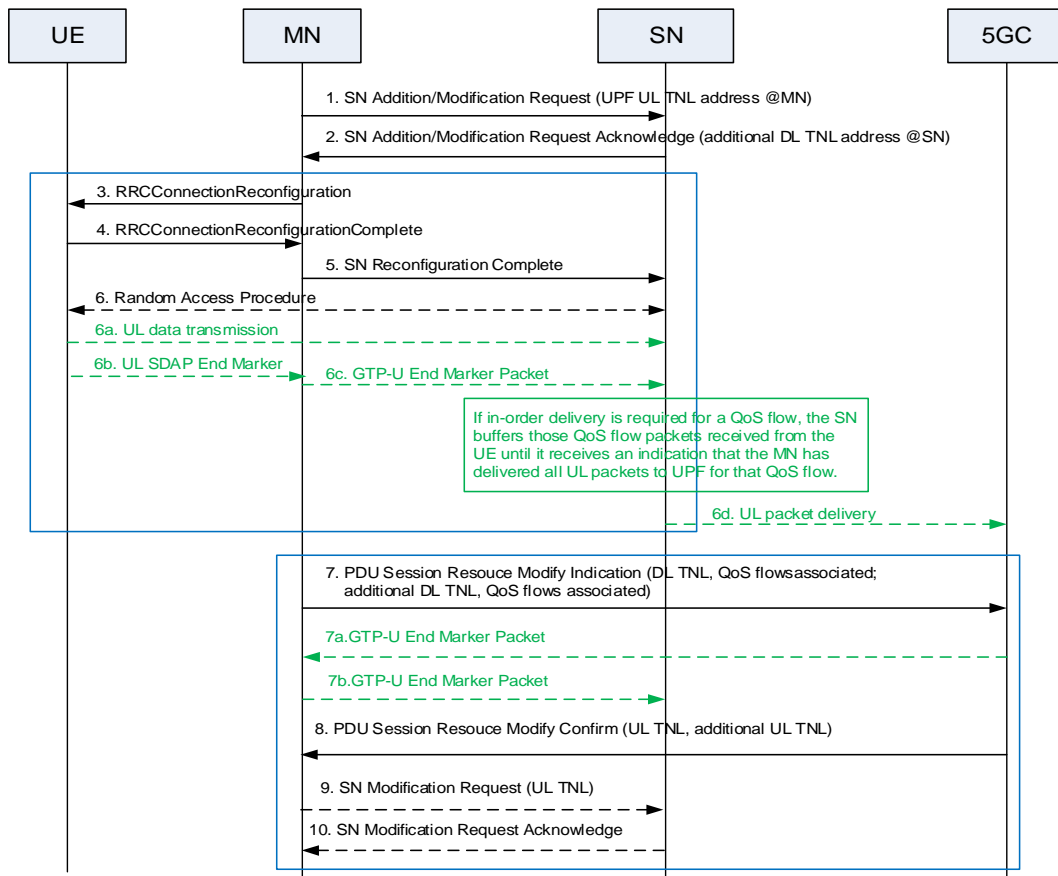 UE
MN
SN
5GC
1. SN Addition/Modification Request (UPF UL TNL address @MN)
2. SN Addition/Modification Request Acknowledge (additional DL TNL address @SN)
3. RRCConnectionReconfiguration
4. RRCConnectionReconfigurationComplete
5. SN Reconfiguration Complete
6. Random Access Procedure
6a. UL data transmission
6b. UL SDAP End Marker
6c. GTP-U End Marker Packet
If in-order delivery is required for a QoS flow, the SN
buffers those QoS flow packets received from the
UE until it receives an indication that the MN has
delivered all UL packets to UPF for that QoS flow.
6d. UL packet delivery
7. PDU Session Resouce Modify Indication (DL TNL, QoS flowsassociated;
additional DL TNL, QoS flows associated)
7a.GTP-U End Marker Packet
7b.GTP-U End Marker Packet
8. PDU Session Resouce Modify Confirm (UL TNL, additional UL TNL)
9. SN Modification Request (UL TNL)
10. SN Modification Request Acknowledge